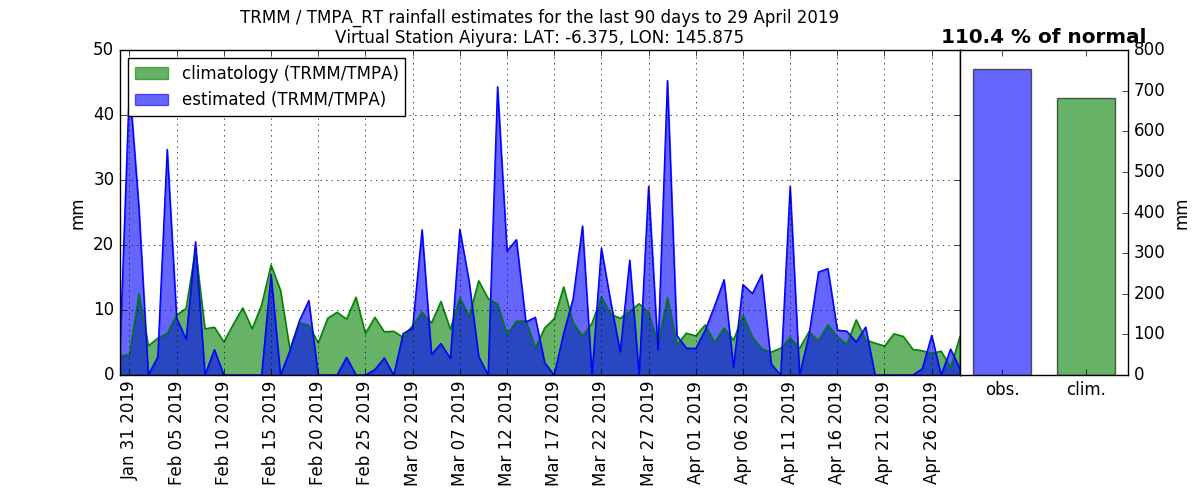 TRMM / TMPA_RT rainfall estimates for the last 90 days to 29 April 2019
Virtual Station Aiyura: LAT: -6.375, LON: 145.875
110.4 % of normal
climatology (TRMM/TMPA)
estimated (TRMM/TMPA)
50
40
30
20
10
0
mm
Jan 31 2019
Feb 05 2019
Feb 10 2019
Feb 15 2019
Feb 20 2019
Feb 25 2019
Mar 02 2019
Mar 07 2019
Mar 12 2019
Mar 17 2019
Mar 22 2019
Mar 27 2019
Apr 01 2019
Apr 06 2019
Apr 11 2019
Apr 16 2019
Apr 21 2019
Apr 26 2019
800
700
600
500
400
300
200
100
0
mm
obs.
clim.